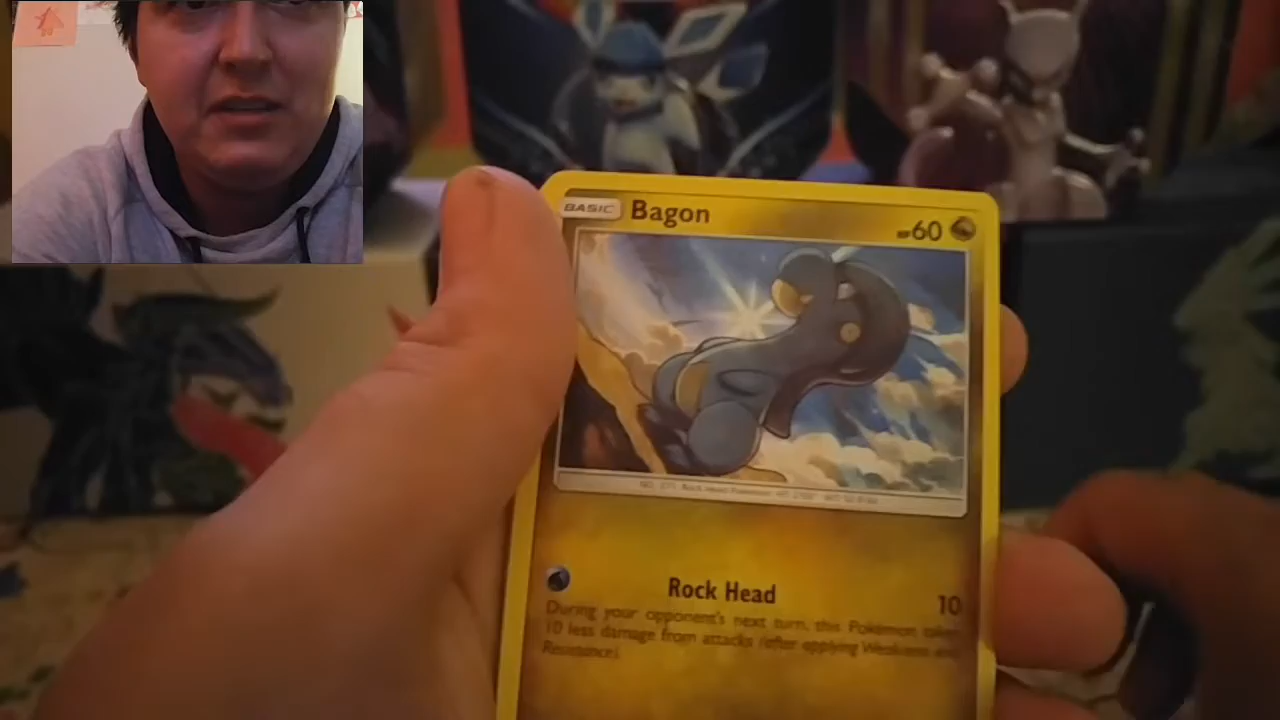 BASIC Bagon HP60
Rock Head 10
During your opponent's next turn, this Pokémon takes
10 less damage from attacks (after applying Weakness and
Resistance).